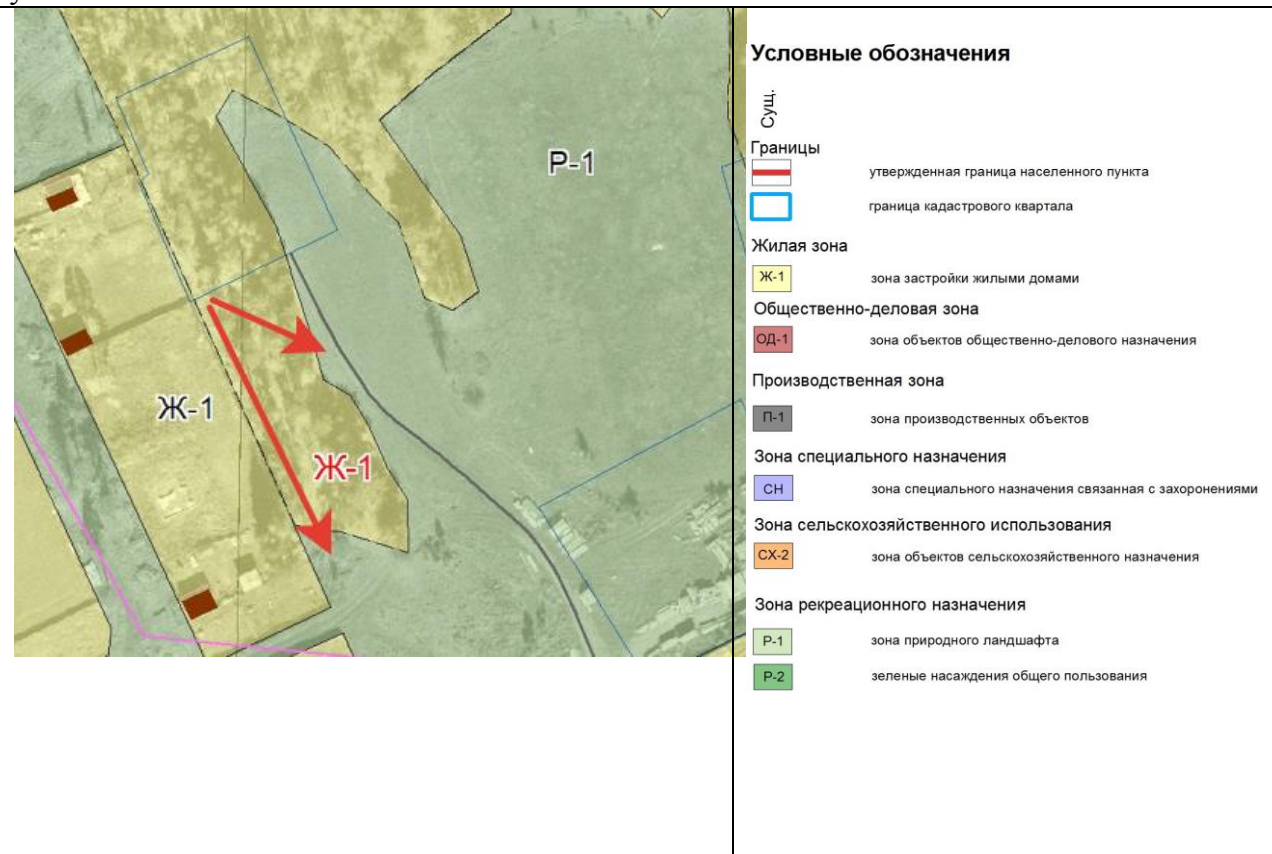 Р-1
Ж-1
Ж-1
Условные обозначения
Сущ.
Границы
утвержденная граница населенного пункта
граница кадастрового квартала
Жилая зона
Ж-1 зона застройки жилыми домами
Общественно-деловая зона
ОД-1 зона объектов общественно-делового назначения
Производственная зона
П-1 зона производственных объектов
Зона специального назначения
СН зона специального назначения связанная с захоронениями
Зона сельскохозяйственного использования
СХ-2 зона объектов сельскохозяйственного назначения
Зона рекреационного назначения
Р-1 зона природного ландшафта
Р-2 зеленые насаждения общего пользования